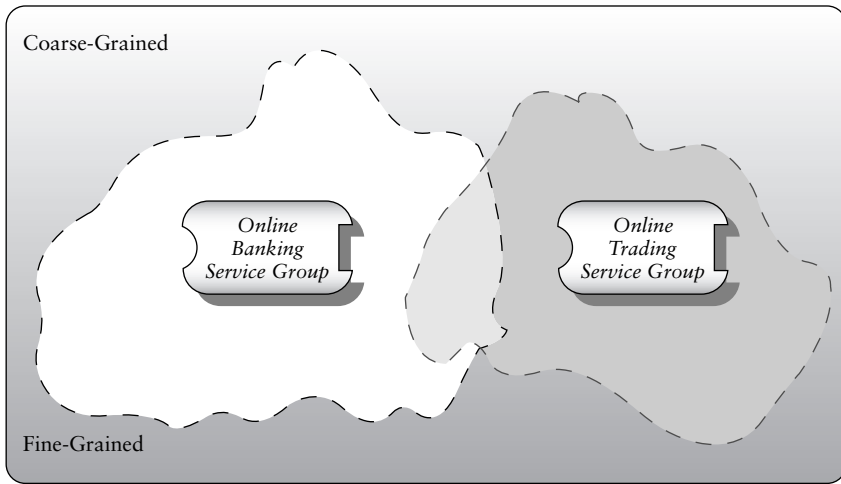 Coarse-Grained
Online
Banking
Service Group
Online
Trading
Service Group
Fine-Grained